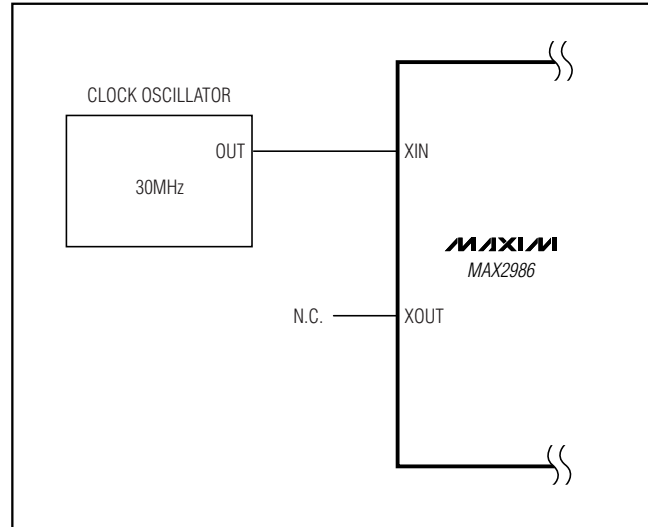 CLOCK OSCILLATOR
OUT
XIN
30MHz
MAXIM
MAX2986
N.C.
XOUT